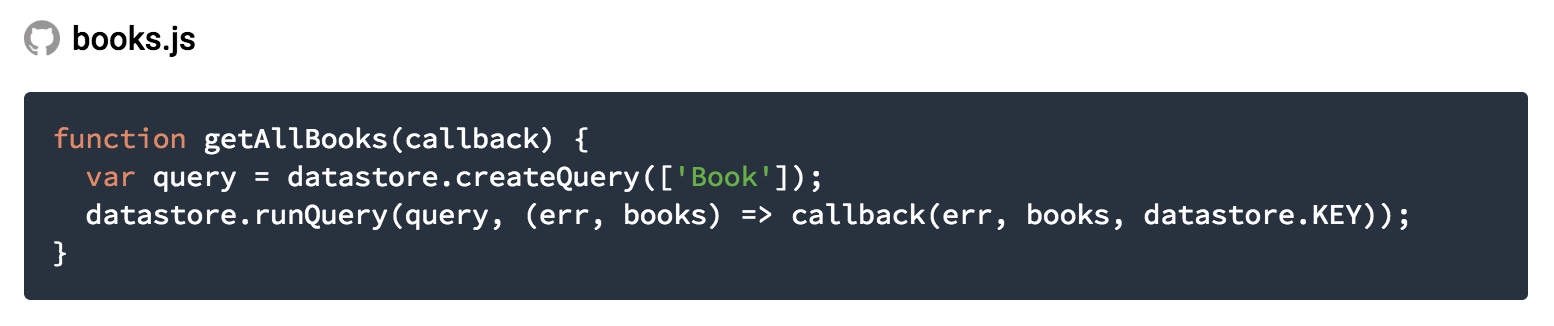 books.js
function getAllBooks(callback) {
  var query = datastore.createQuery(['Book']);
  datastore.runQuery(query, (err, books) => callback(err, books, datastore.KEY));
}